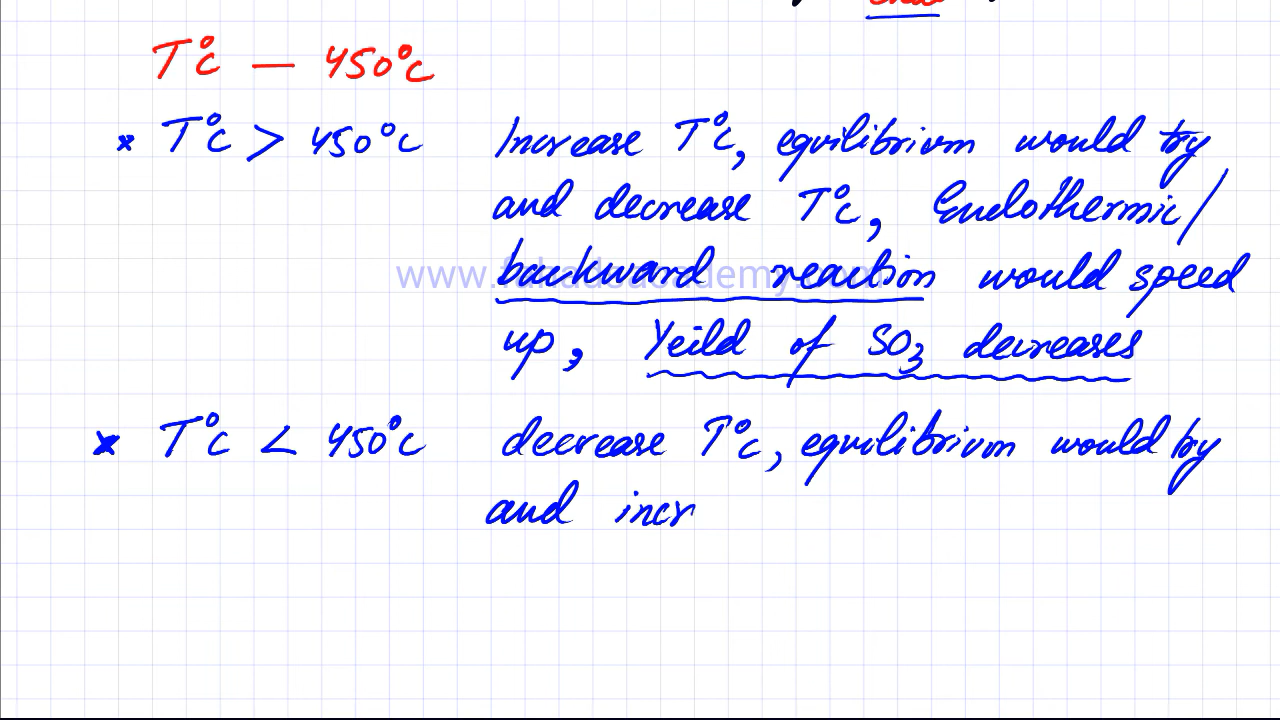 T°C — 450°C
* T°C > 450°C Increase T°C, equilibrium would try
and decrease T°C, Endothermic/
backward reaction would speed
up, Yeild of SO3 decreases
* T°C < 450°C decrease T°C, equilibrium would try
and incr